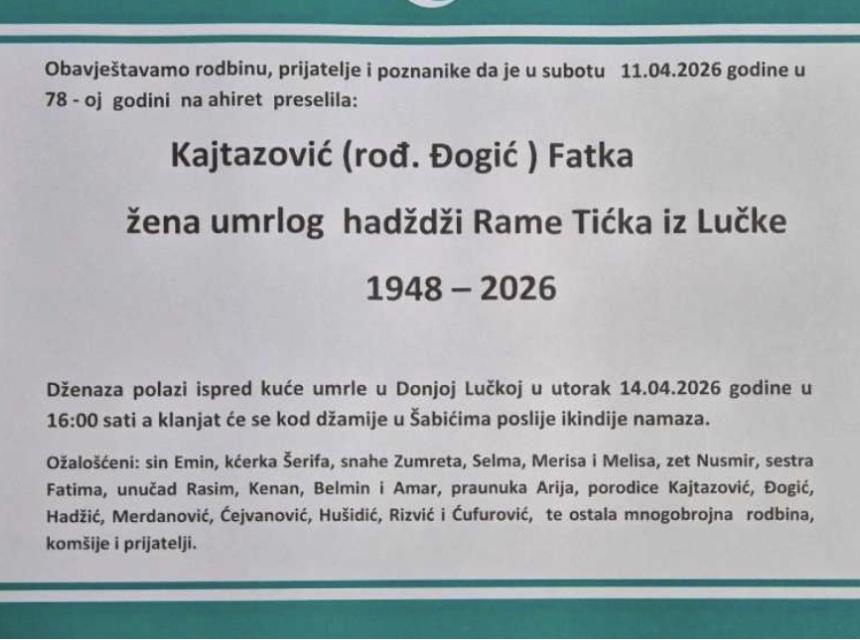 Obavještavamo rodbinu, prijatelje i poznanike da je u subotu 11.04.2026 godine u
78 - oj godini na ahiret preselila:
Kajtazović (rođ. Đogić ) Fatka
žena umrlog hadždži Rame Tićka iz Lučke
1948 – 2026
Dženaza polazi ispred kuće umrle u Donjoj Lučkoj u utorak 14.04.2026 godine u
16:00 sati a klanjat će se kod džamije u Šabićima poslije ikindije namaza.
Ožalošćeni: sin Emin, kćerka Šerifa, snahe Zumreta, Selma, Merisa i Melisa, zet Nusmir, sestra
Fatima, unučad Rasim, Kenan, Belmin i Amar, praunuka Arija, porodice Kajtazović, Đogić,
Hadžić, Merdanović, Ćejvanović, Hušidić, Rizvić i Ćufurović, te ostala mnogobrojna rodbina,
komšije i prijatelji.